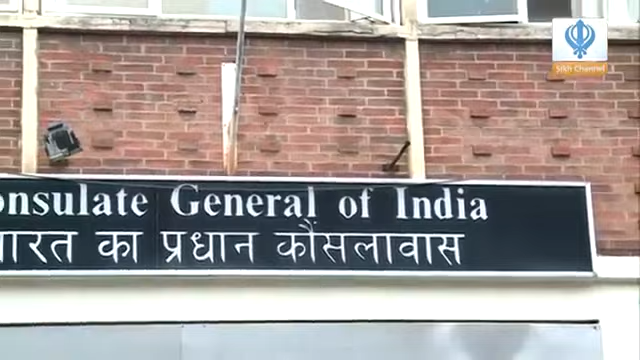 Sikh Channel
onsulate General of India
भारत का प्रधान कौंसलावास